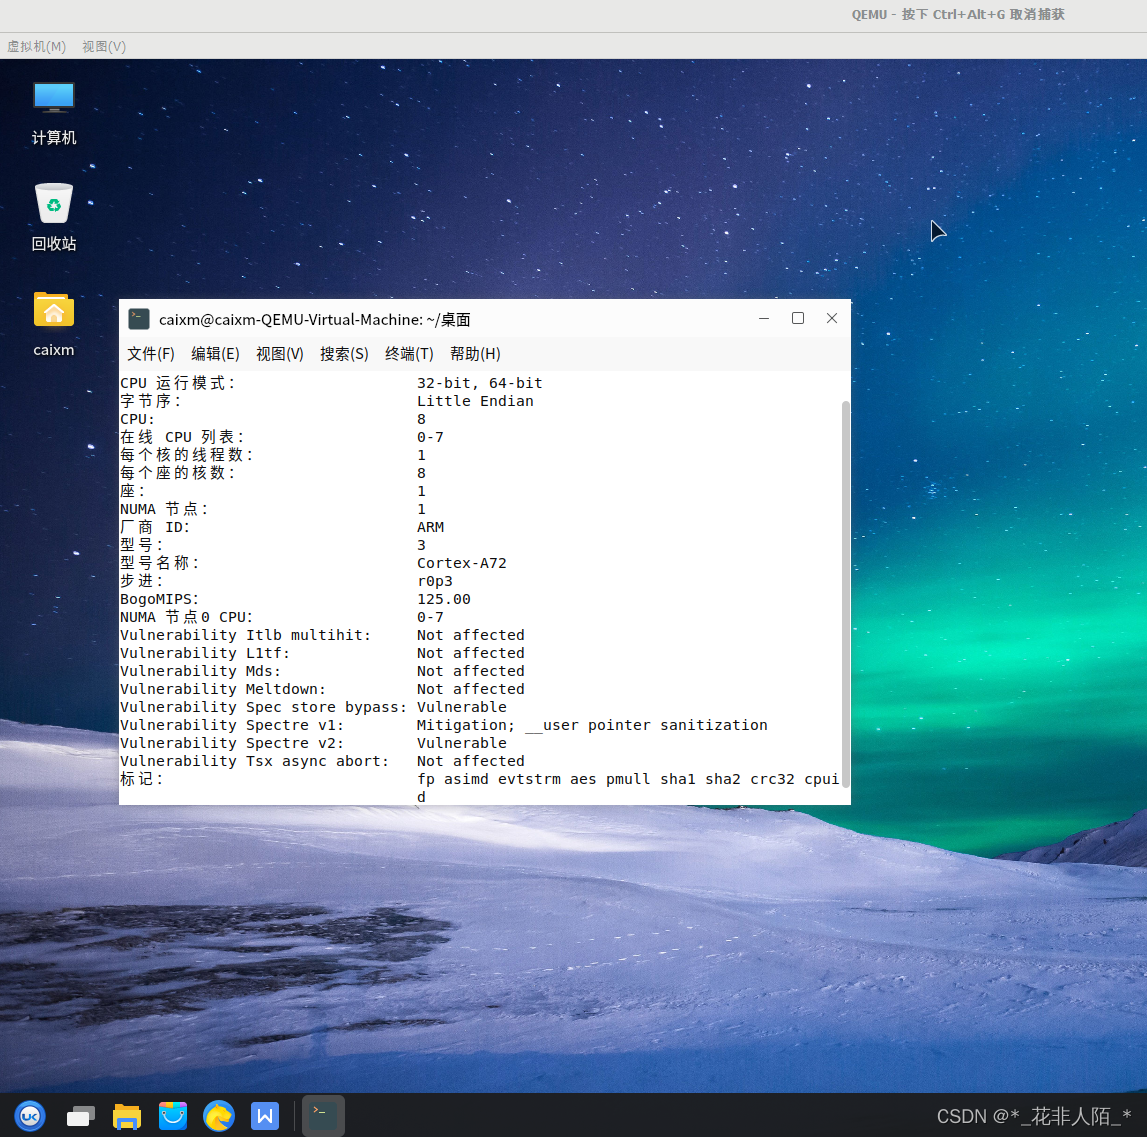 QEMU - 按下 Ctrl+Alt+G 取消捕获
虚拟机(M) 视图(V)
计算机
回收站
caixm
caixm@caixm-QEMU-Virtual-Machine: ~/桌面
文件(F) 编辑(E) 视图(V) 搜索(S) 终端(T) 帮助(H)
CPU 运行模式： 32-bit, 64-bit
字节序： Little Endian
CPU: 8
在线 CPU 列表： 0-7
每个核的线程数： 1
每个座的核数： 8
座： 1
NUMA 节点： 1
厂商 ID： ARM
型号： 3
型号名称： Cortex-A72
步进： r0p3
BogoMIPS： 125.00
NUMA 节点0 CPU： 0-7
Vulnerability Itlb multihit: Not affected
Vulnerability L1tf: Not affected
Vulnerability Mds: Not affected
Vulnerability Meltdown: Not affected
Vulnerability Spec store bypass: Vulnerable
Vulnerability Spectre v1: Mitigation; __user pointer sanitization
Vulnerability Spectre v2: Vulnerable
Vulnerability Tsx async abort: Not affected
标记： fp asimd evtstrm aes pmull sha1 sha2 crc32 cpui
d
UK
W
CSDN @*_花非人陌_*